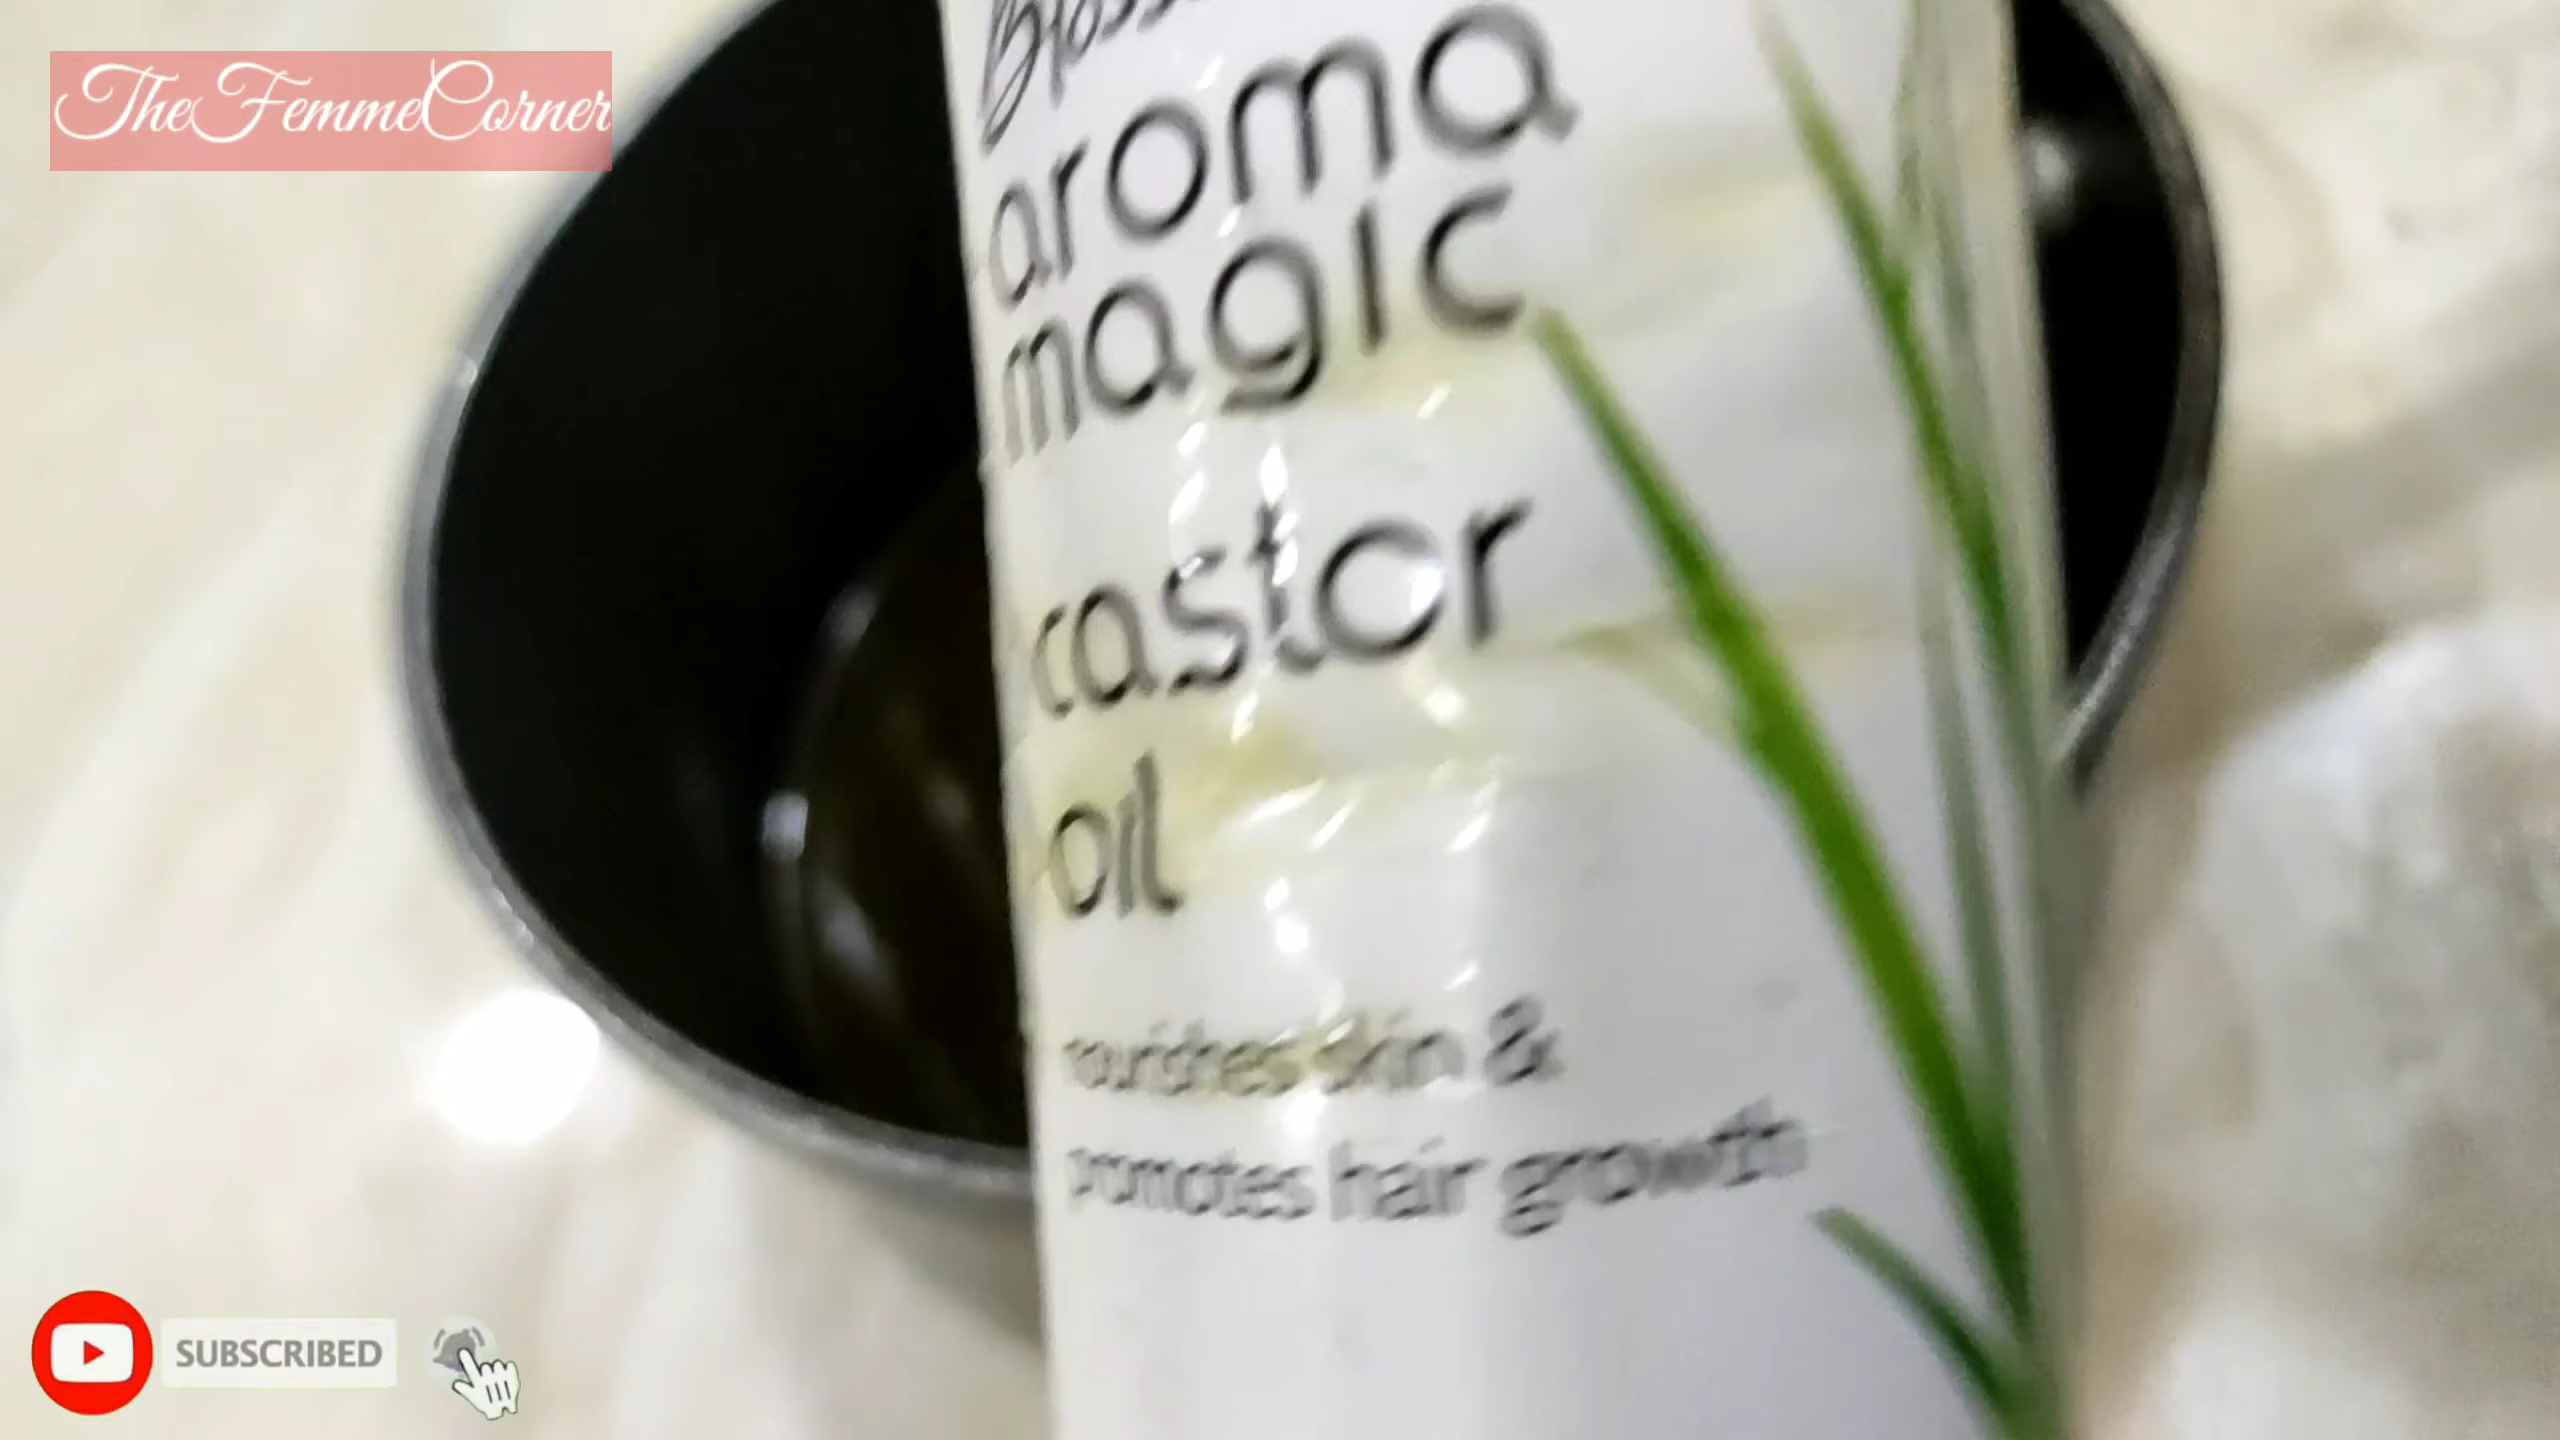 TheFemmeCorner
aroma
magic
castor
oil
nourishes skin &
promotes hair growth
SUBSCRIBED